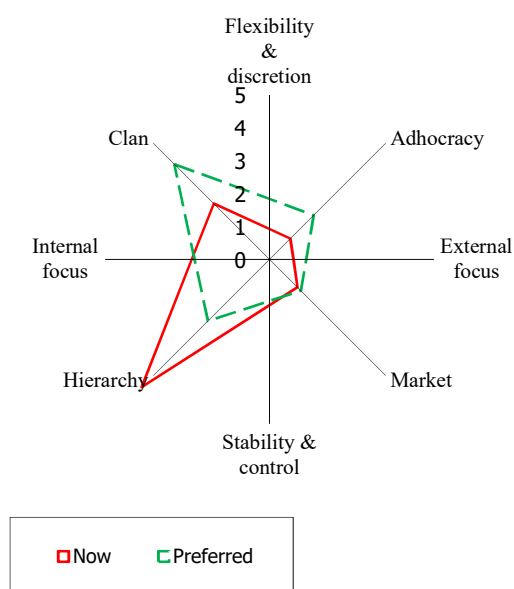 Flexibility
&
discretion
5
Clan
4
Adhocracy
3
2
1
Internal
focus
0
External
focus
Hierarchy
Market
Stability &
control
Now
Preferred